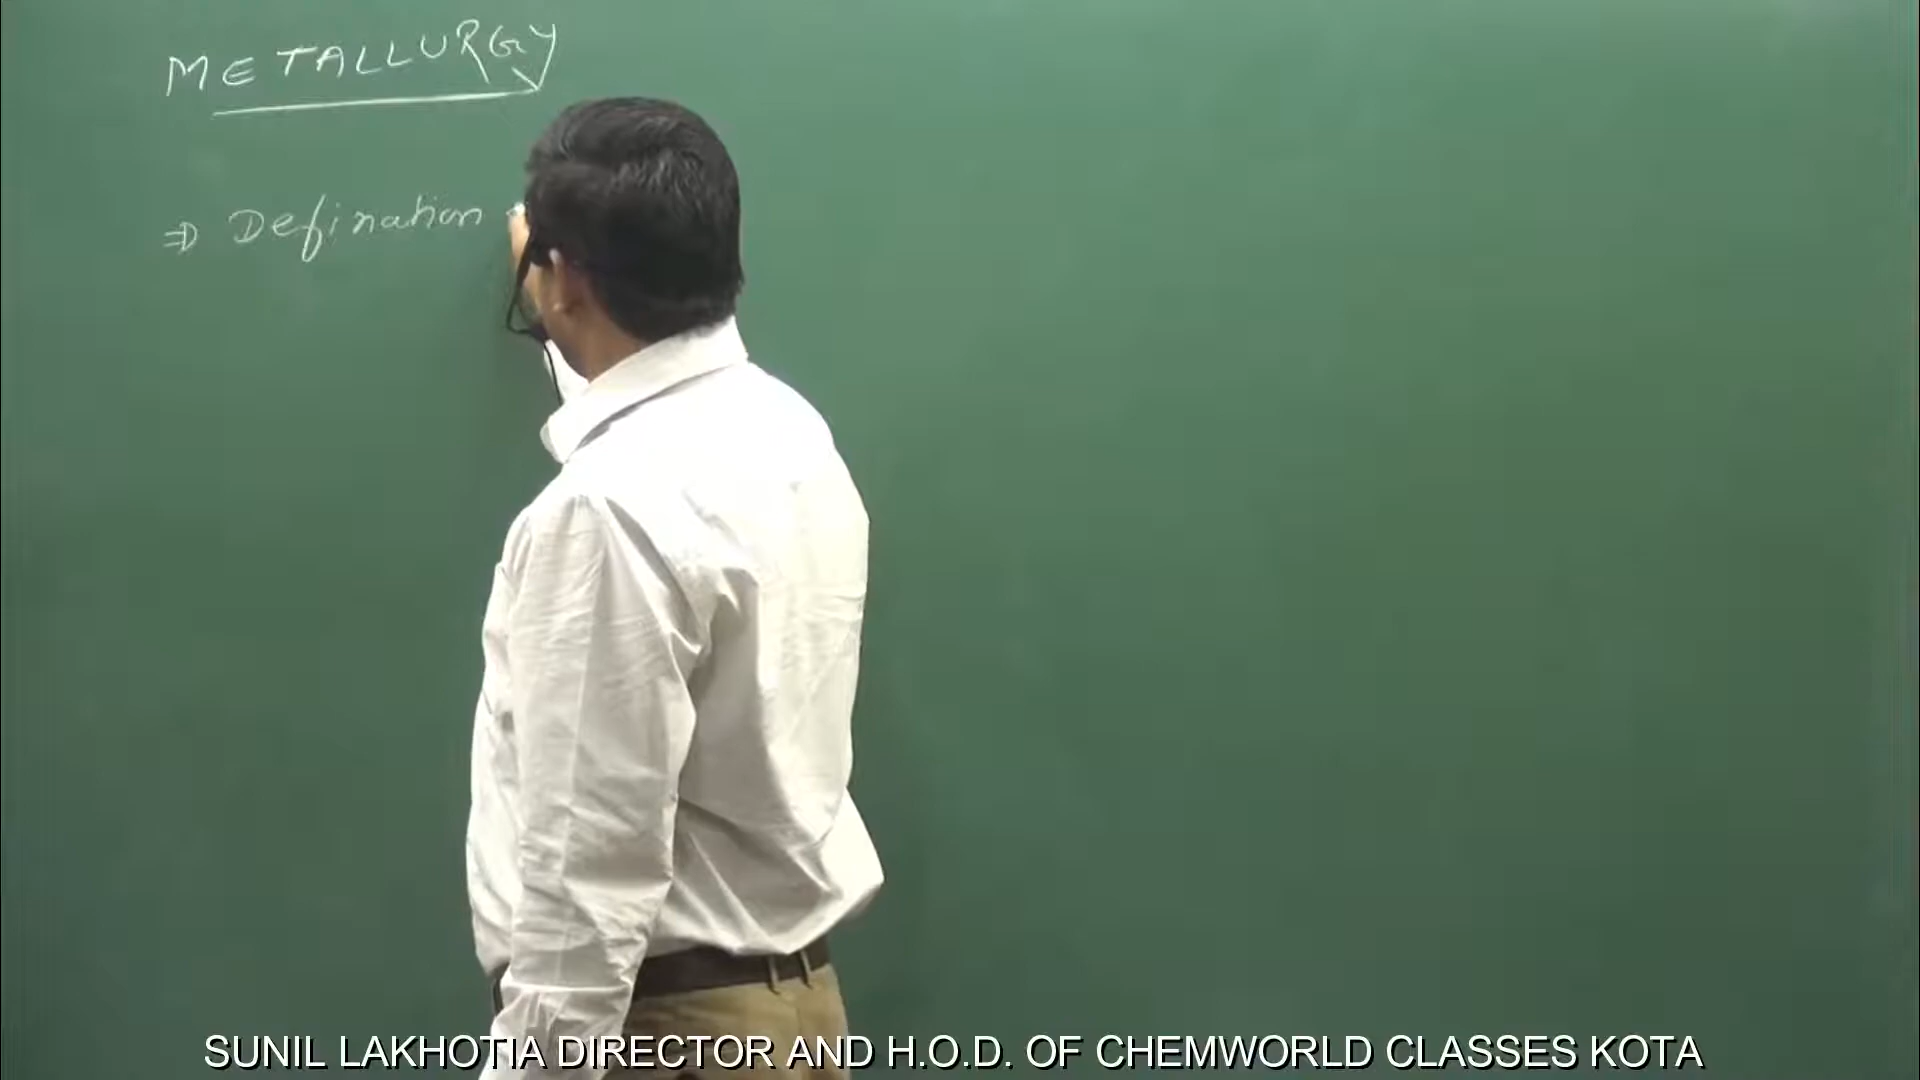 METALLURGY
⇒ Defination
SUNIL LAKHOTIA DIRECTOR AND H.O.D. OF CHEMWORLD CLASSES KOTA